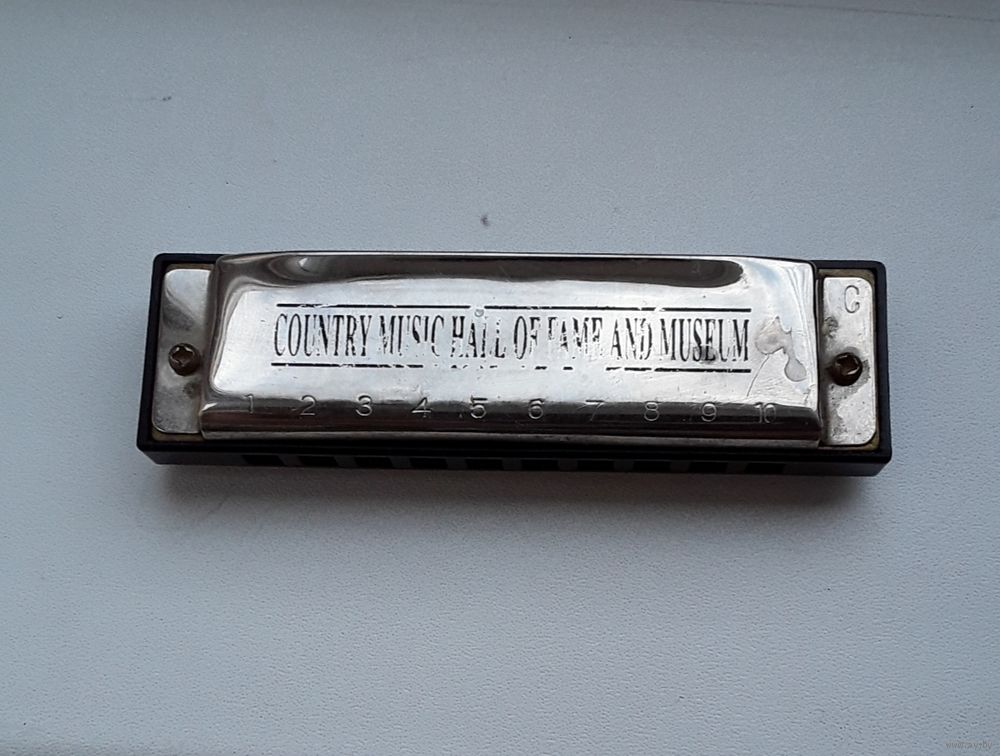 C
COUNTRY MUSIC HALL OF FAME AND MUSEUM
1 2 3 4 5 6 7 8 9 10